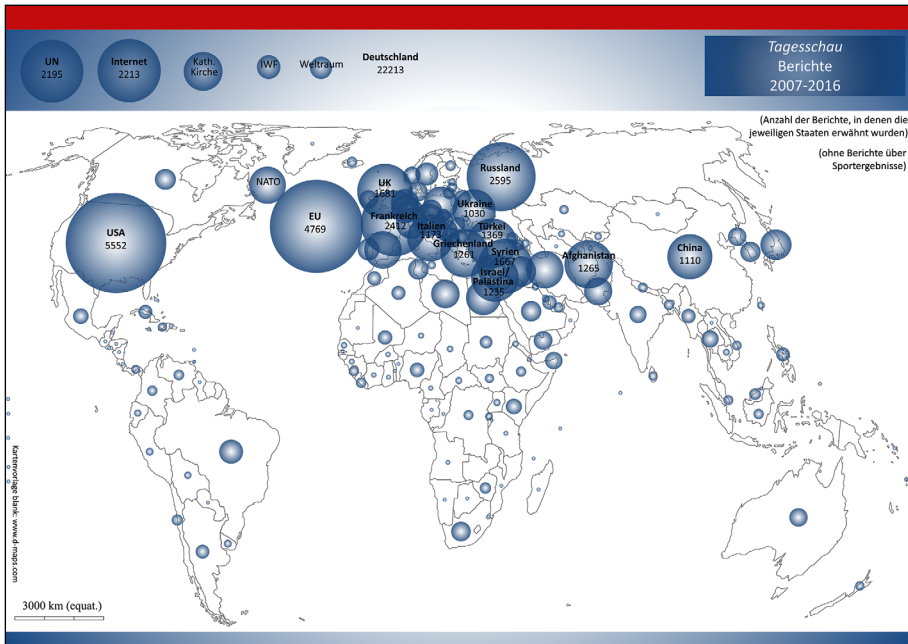 UN
2195
Internet
2213
Kath.
Kirche
IWF
Weltraum
Deutschland
22213
Tagesschau
Berichte
2007-2016
(Anzahl der Berichte, in denen die
jeweiligen Staaten erwähnt wurden)
(ohne Berichte über
Sportergebnisse)
NATO
UK
1681
Russland
2595
USA
5552
EU
4769
Frankreich
2412
Italien
1173
Ukraine
1030
Türkei
1369
Griechenland
1261
Syrien
1667
Israel/
Palästina
1235
Afghanistan
1265
China
1110
Kartenvorlage blank: www.d-maps.com
3000 km (equat.)